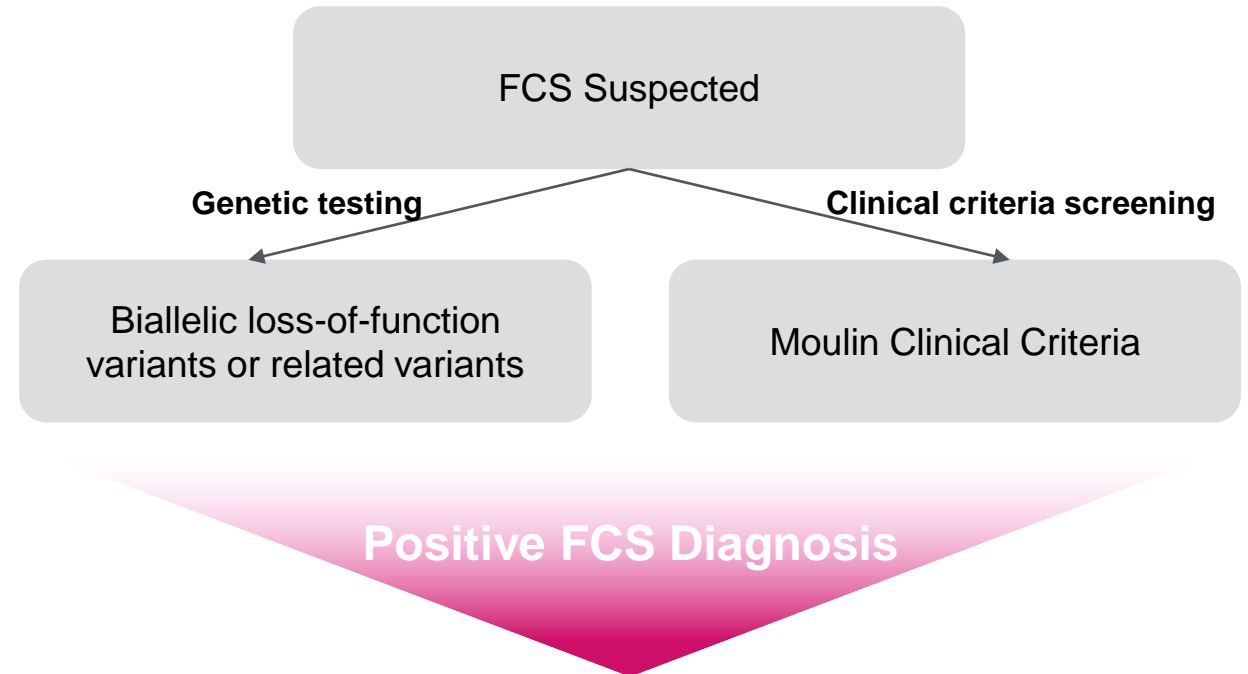 FCS Suspected
Genetic testing
Clinical criteria screening
Biallelic loss-of-function
variants or related variants
Moulin Clinical Criteria
Positive FCS Diagnosis